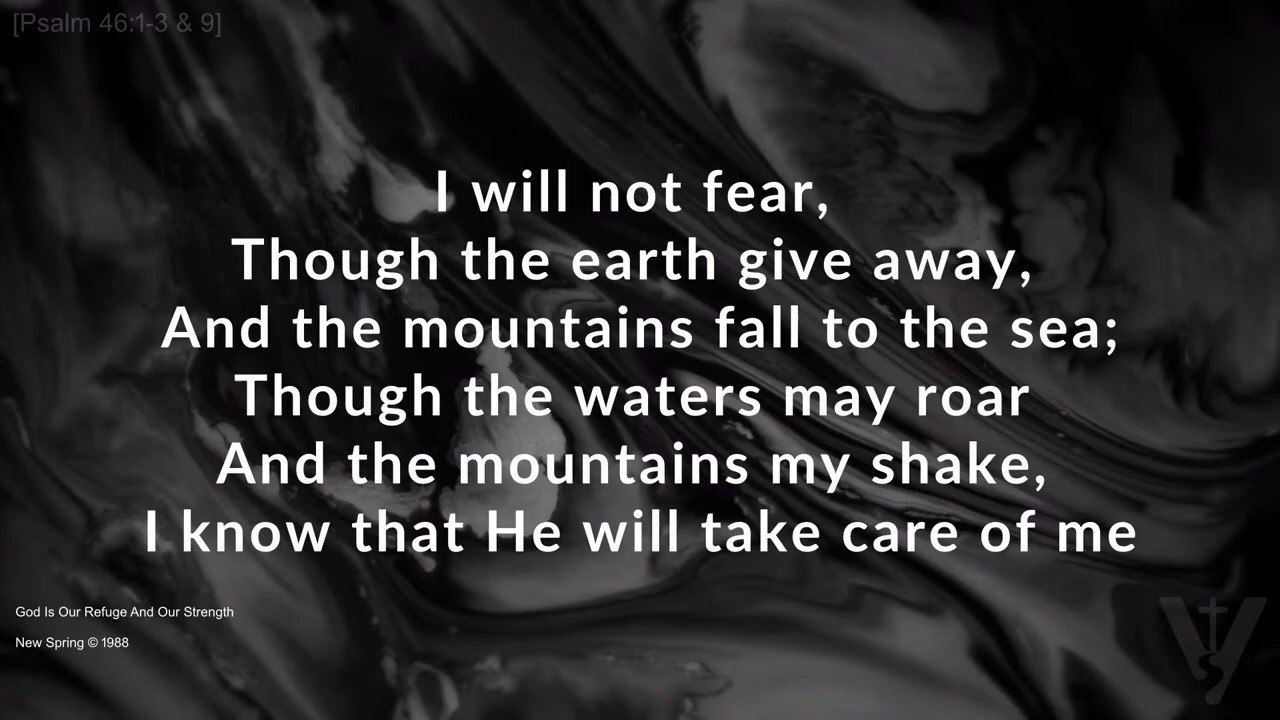 [Psalm 46:1-3 & 9]
I will not fear,
Though the earth give away,
And the mountains fall to the sea;
Though the waters may roar
And the mountains my shake,
I know that He will take care of me
God Is Our Refuge And Our Strength
New Spring © 1988